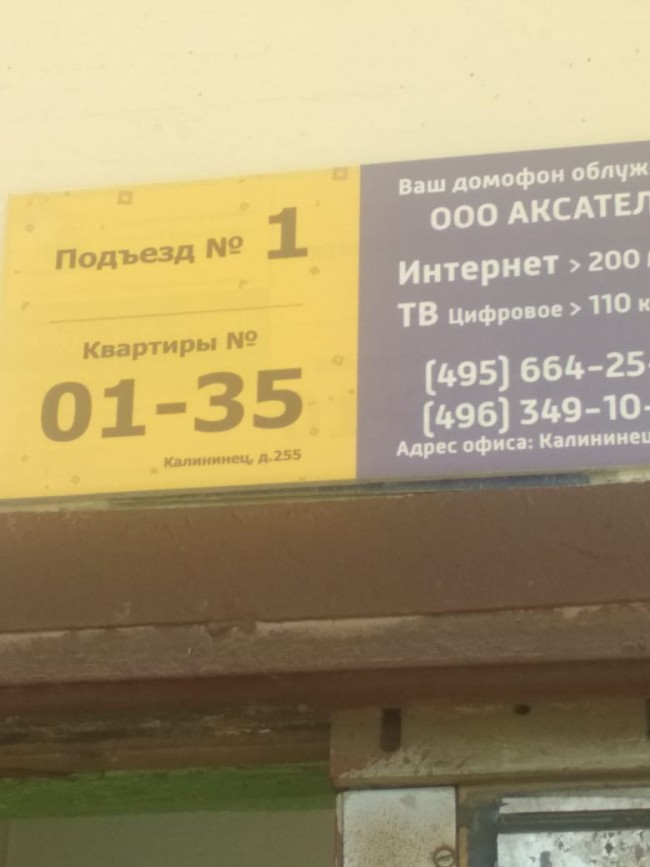 Подъезд № 1
Квартиры №
01-35
Калининец, д.255
Ваш домофон
ООО АКСАТЕЛ
Интернет > 200
ТВ Цифровое > 110
(495) 664-25-
(496) 349-10-
Адрес офиса: Калининец